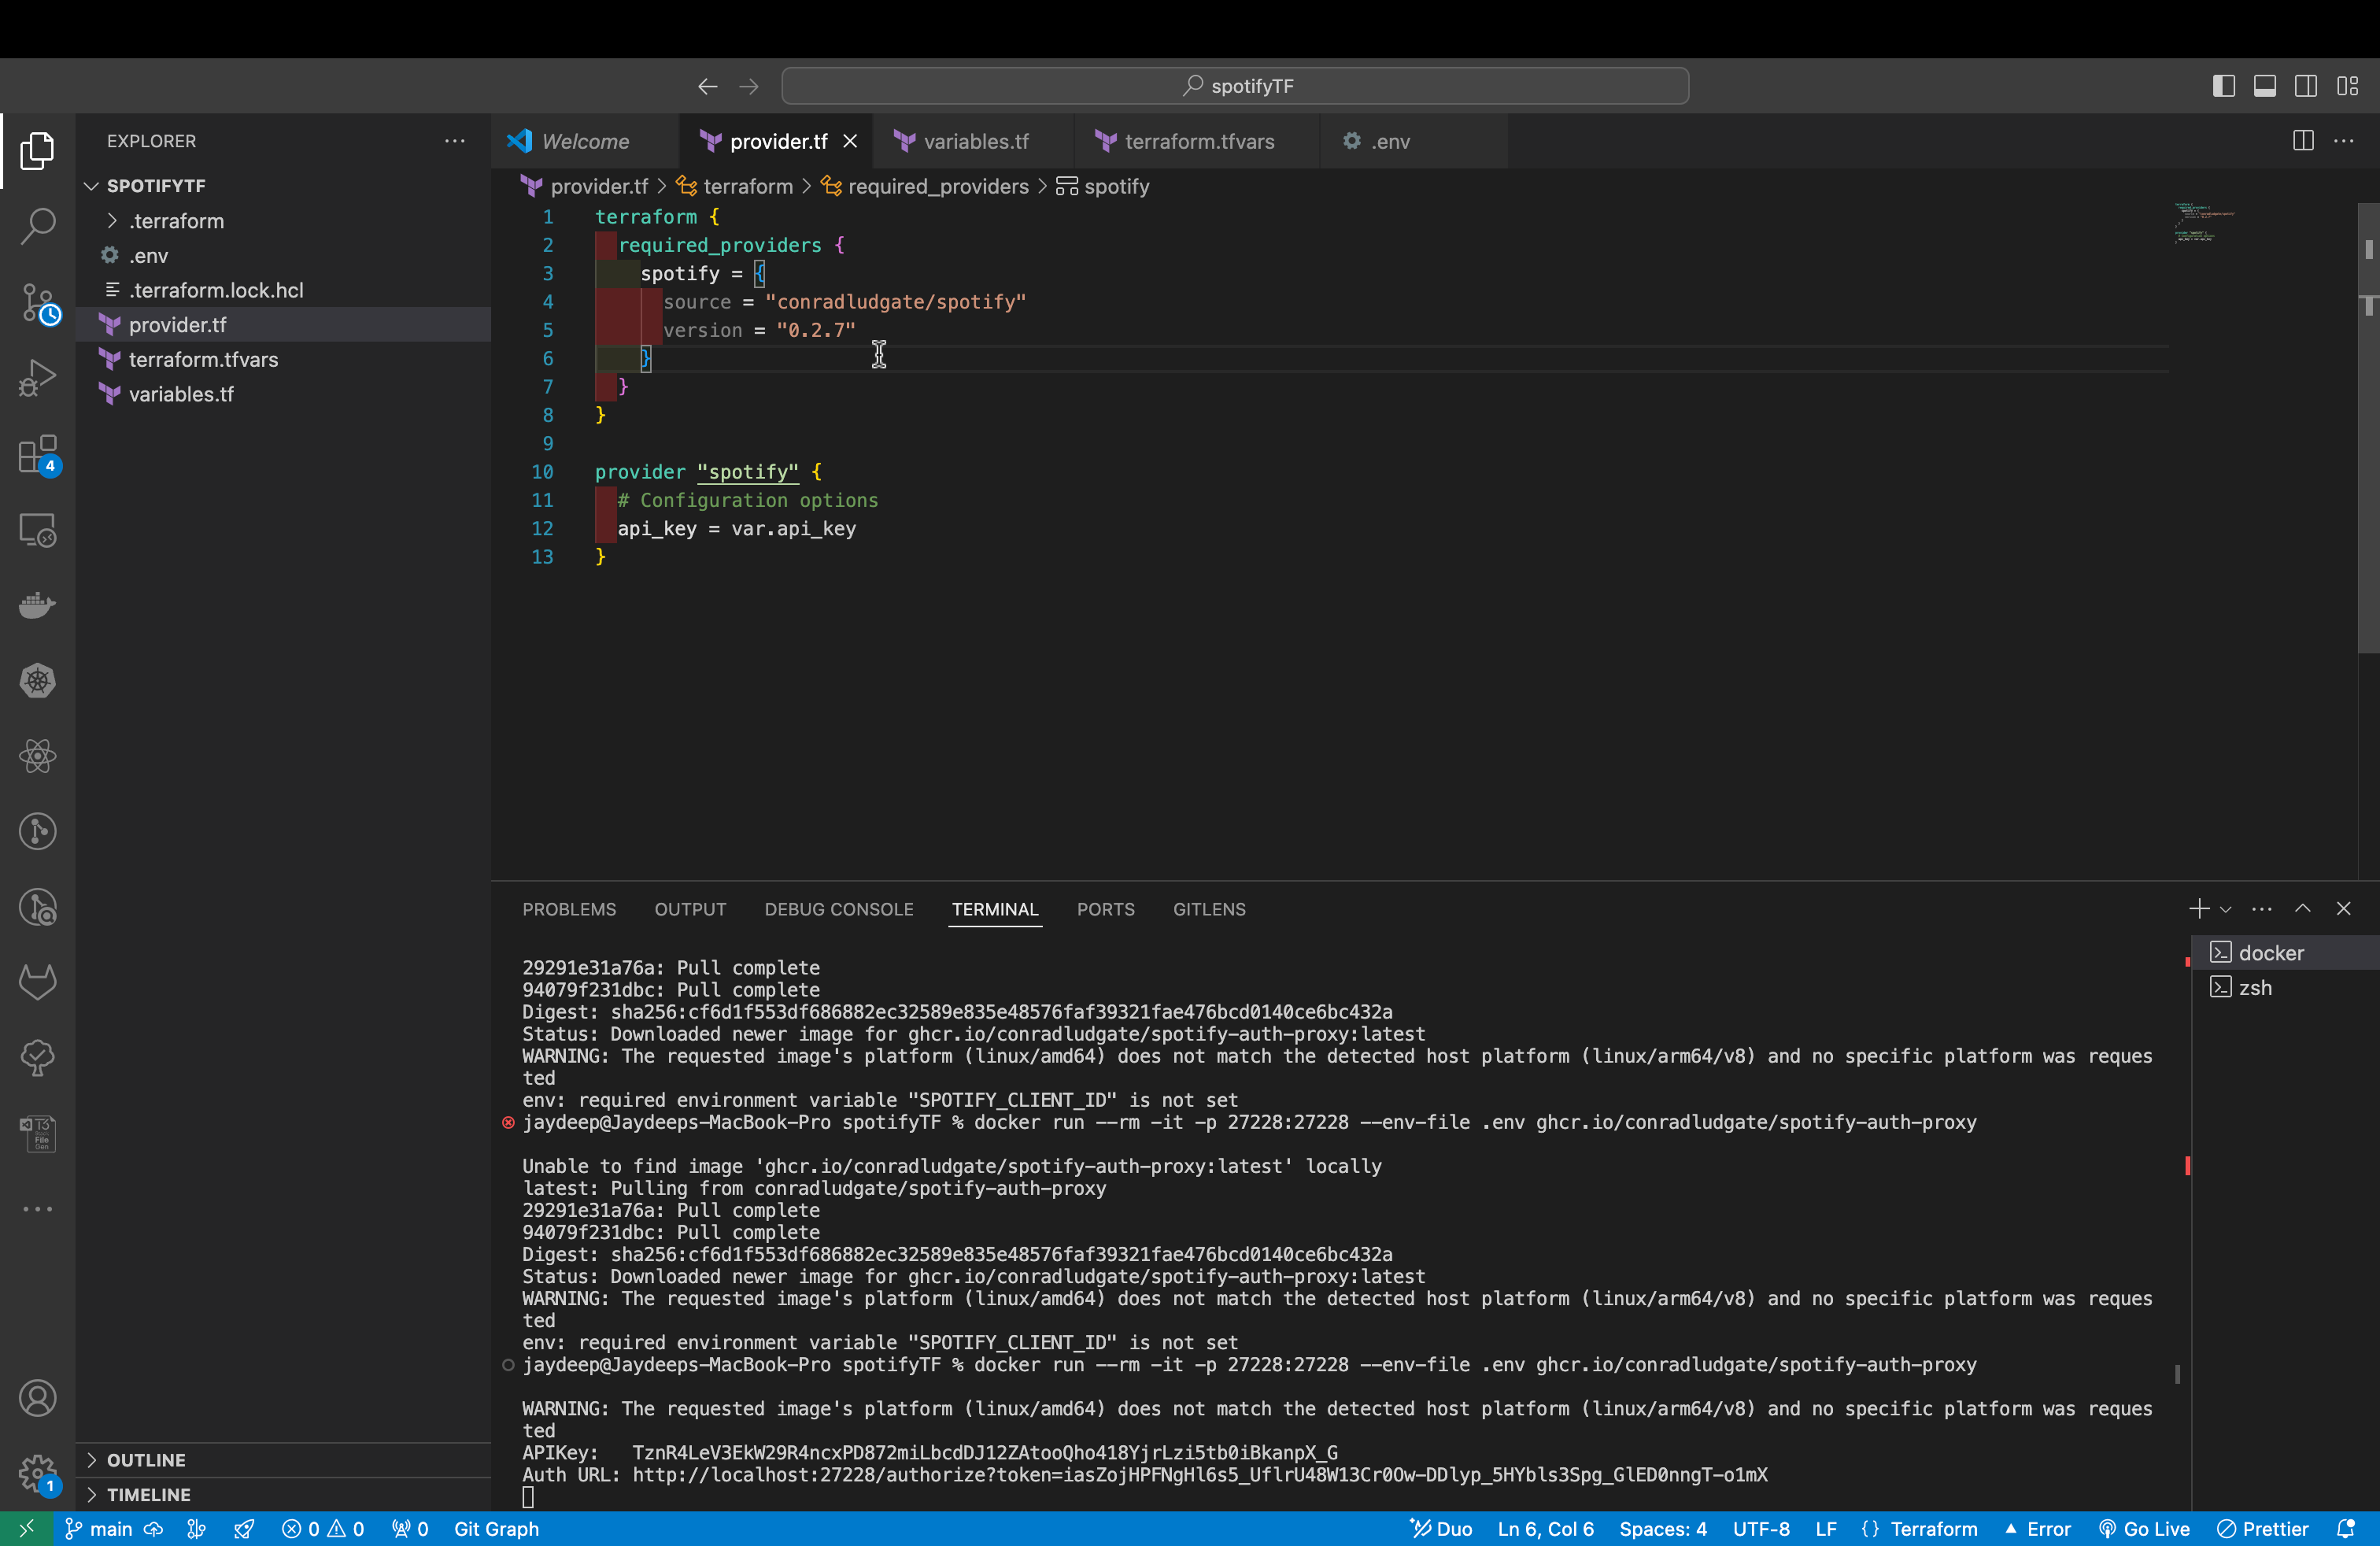 spotifyTF
EXPLORER
SPOTIFYTF
.terraform
.env
.terraform.lock.hcl
provider.tf
terraform.tfvars
variables.tf
OUTLINE
TIMELINE
4
1
Welcome
provider.tf
variables.tf
terraform.tfvars
.env
provider.tf > terraform > required_providers > spotify
1 terraform {
2 required_providers {
3 spotify = {
4 source = "conradludgate/spotify"
5 version = "0.2.7"
6 }
7 }
8 }
9
10 provider "spotify" {
11 # Configuration options
12 api_key = var.api_key
13 }
PROBLEMS OUTPUT DEBUG CONSOLE TERMINAL PORTS GITLENS
29291e31a76a: Pull complete
94079f231dbc: Pull complete
Digest: sha256:cf6d1f553df686882ec32589e835e48576faf39321fae476bcd0140ce6bc432a
Status: Downloaded newer image for ghcr.io/conradludgate/spotify-auth-proxy:latest
WARNING: The requested image's platform (linux/amd64) does not match the detected host platform (linux/arm64/v8) and no specific platform was reques
ted
env: required environment variable "SPOTIFY_CLIENT_ID" is not set
jaydeep@Jaydeeps-MacBook-Pro spotifyTF % docker run --rm -it -p 27228:27228 --env-file .env ghcr.io/conradludgate/spotify-auth-proxy
Unable to find image 'ghcr.io/conradludgate/spotify-auth-proxy:latest' locally
latest: Pulling from conradludgate/spotify-auth-proxy
29291e31a76a: Pull complete
94079f231dbc: Pull complete
Digest: sha256:cf6d1f553df686882ec32589e835e48576faf39321fae476bcd0140ce6bc432a
Status: Downloaded newer image for ghcr.io/conradludgate/spotify-auth-proxy:latest
WARNING: The requested image's platform (linux/amd64) does not match the detected host platform (linux/arm64/v8) and no specific platform was reques
ted
env: required environment variable "SPOTIFY_CLIENT_ID" is not set
jaydeep@Jaydeeps-MacBook-Pro spotifyTF % docker run --rm -it -p 27228:27228 --env-file .env ghcr.io/conradludgate/spotify-auth-proxy
WARNING: The requested image's platform (linux/amd64) does not match the detected host platform (linux/arm64/v8) and no specific platform was reques
ted
APIKey: TznR4LeV3EkW29R4ncxPD872miLbcdDJ12ZAtooQho418YjrLzi5tb0iBkanpX_G
Auth URL: http://localhost:27228/authorize?token=iasZojHPFNgHl6s5_UflrU48W13Cr0Ow-DDlyp_5HYbls3Spg_GlED0nngT-o1mX
docker
zsh
main 0 0 0 Git Graph Duo Ln 6, Col 6 Spaces: 4 UTF-8 LF {} Terraform Error Go Live Prettier